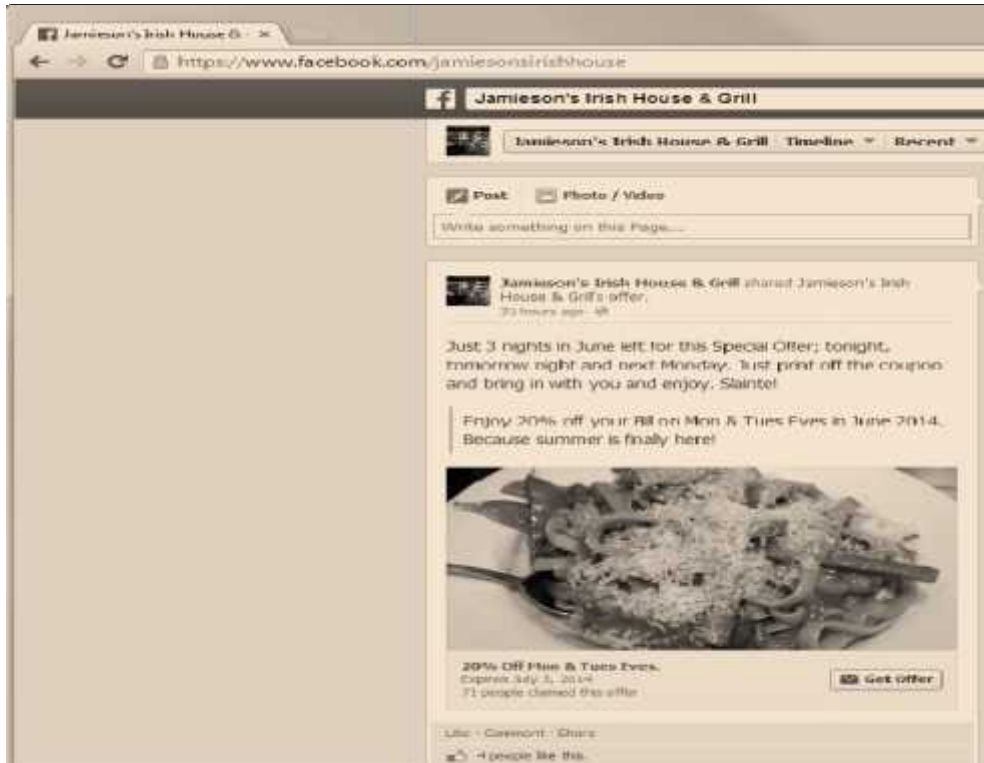 Jamieson's Irish House &
https://www.facebook.com/jamiesonsirishhouse
Jamieson's Irish House & Grill
Jamieson's Irish House & Grill Timeline Recent
Post Photo / Video
Write something on this Page...
Jamieson's Irish House & Grill shared Jamieson's Irish
House & Grill's offer.
hours ago
Just 3 nights in June left for this Special Offer; tonight,
tomorrow night and next Monday. Just print off the coupon
and bring in with you and enjoy. Slainte!
Enjoy 20% off your Bill on Mon & Tues Eves in June 2014.
Because summer is finally here!
20% Off Mon & Tues Eves.
Expires July 2014
71 people claimed this offer
Get Offer
Like · Comment · Share
4 people like this.